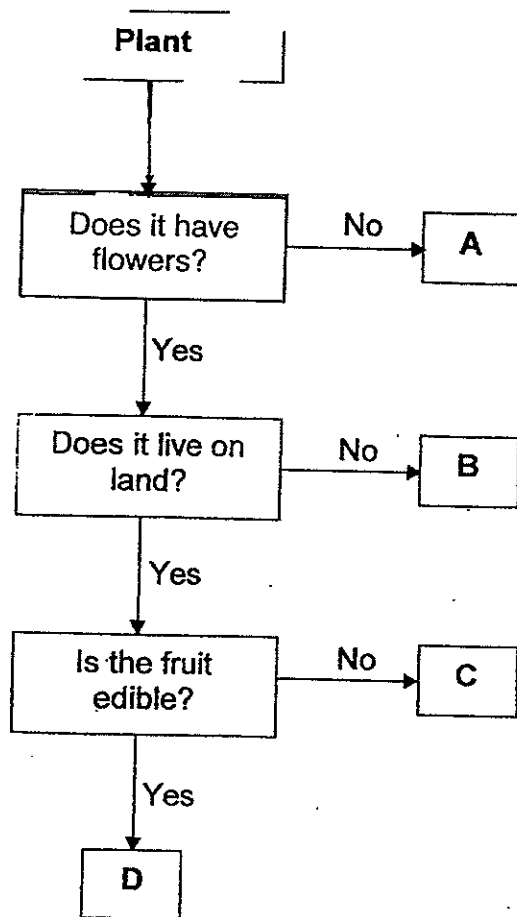 Plant
Does it have
flowers?
No
A
Yes
Does it live on
land?
No
B
Yes
Is the fruit
edible?
No
C
Yes
D